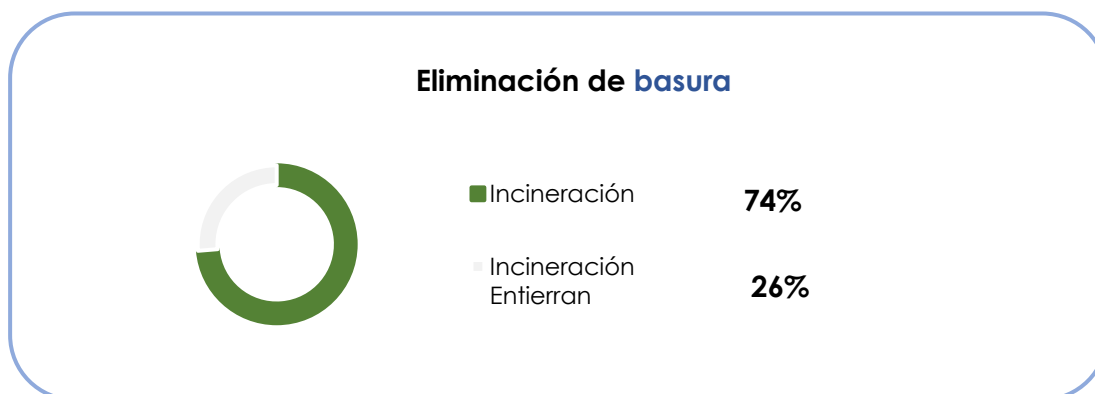 Eliminación de basura
Incineración 74%
Incineración
Entierran 26%